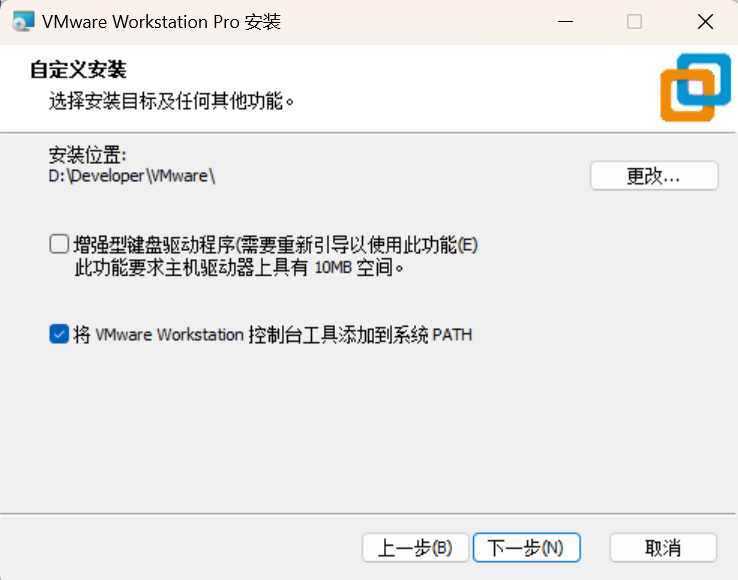 VMware Workstation Pro 安装
自定义安装
选择安装目标及任何其他功能。
安装位置:
D:\Developer\VMware\
更改...
增强型键盘驱动程序(需要重新引导以使用此功能(E)
此功能要求主机驱动器上具有 10MB 空间。
将 VMware Workstation 控制台工具添加到系统 PATH
上一步(B) 下一步(N) 取消